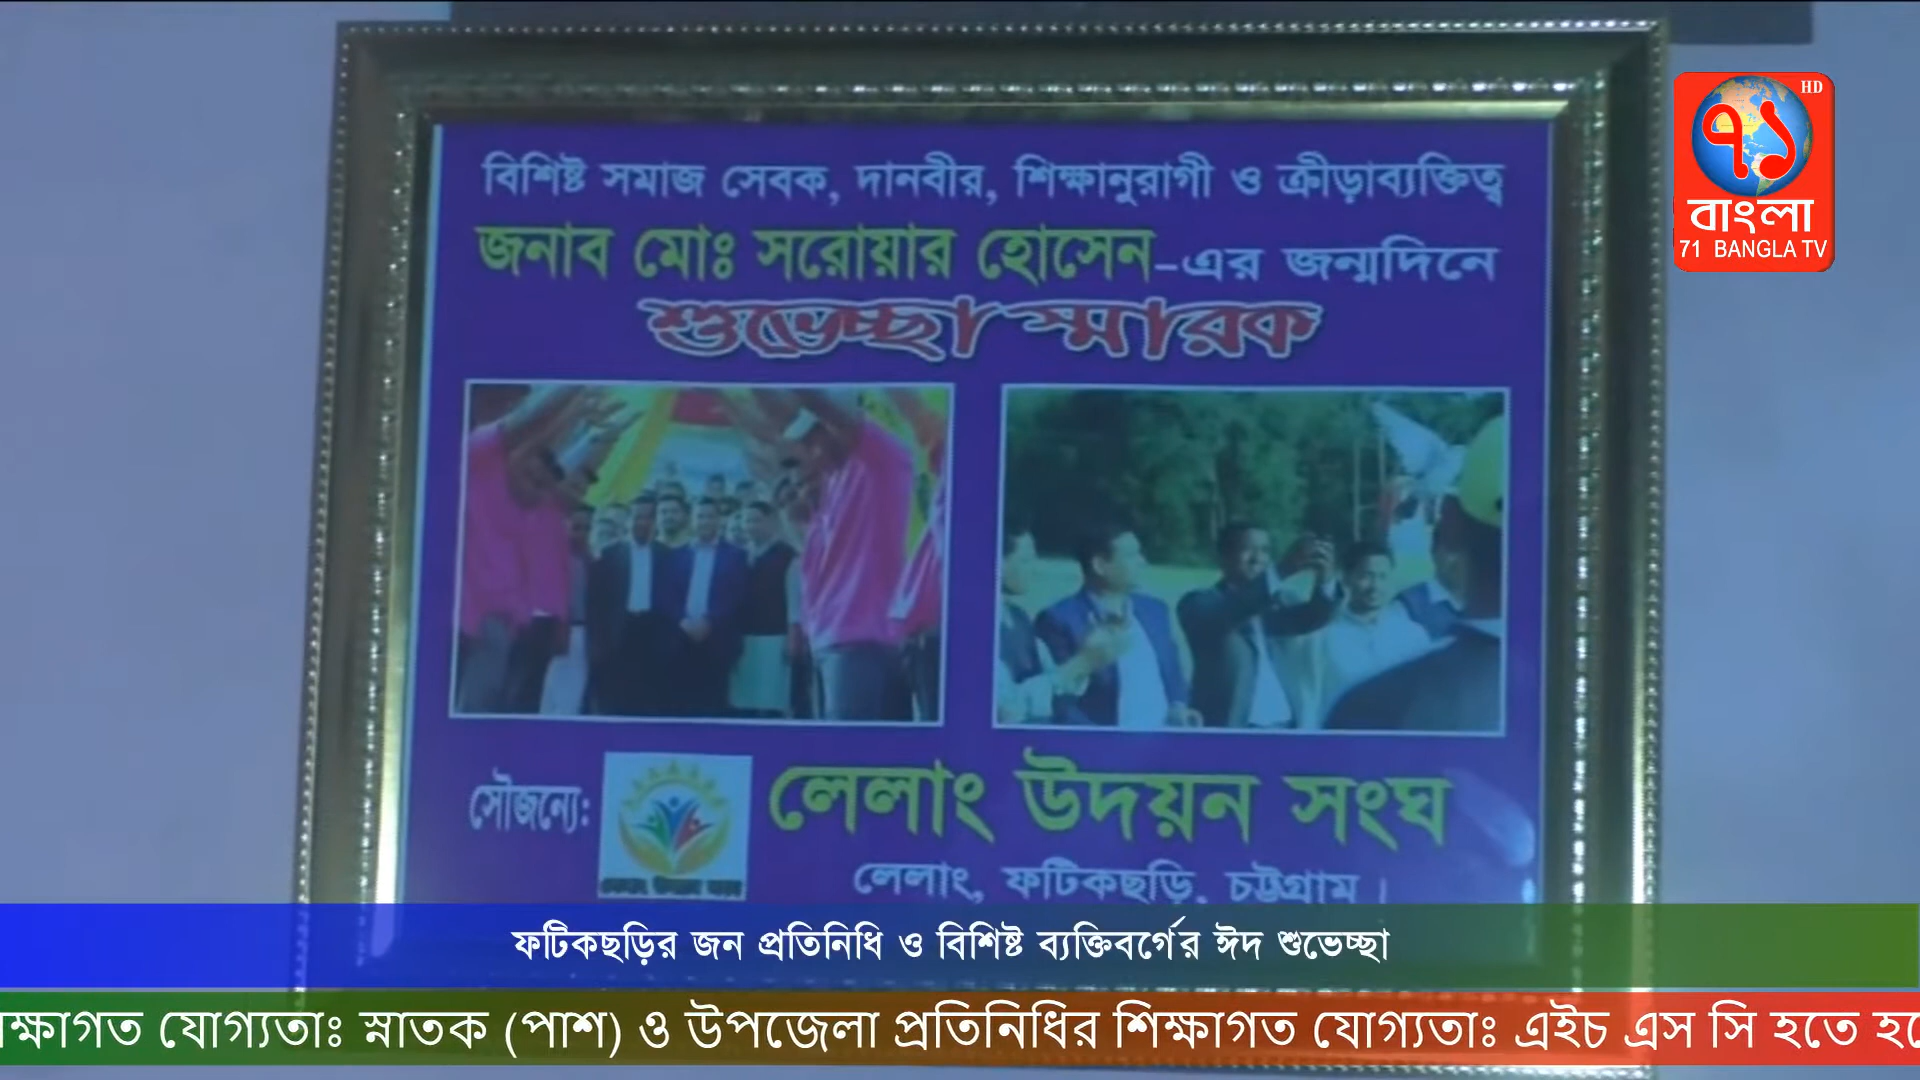 HD
৭১
বাংলা
71 BANGLA TV
বিশিষ্ট সমাজ সেবক, দানবীর, শিক্ষানুরাগী ও ক্রীড়াব্যক্তিত্ব
জনাব মোঃ সরোয়ার হোসেন-এর জন্মদিনে
শুভেচ্ছা স্মারক
সৌজন্যে:
লেলাং উদয়ন সংঘ
লেলাং, ফটিকছড়ি, চট্টগ্রাম।
ফটিকছড়ির জন প্রতিনিধি ও বিশিষ্ট ব্যক্তিবর্গের ঈদ শুভেচ্ছা
ক্ষাগত যোগ্যতাঃ স্নাতক (পাশ) ও উপজেলা প্রতিনিধির শিক্ষাগত যোগ্যতাঃ এইচ এস সি হতে